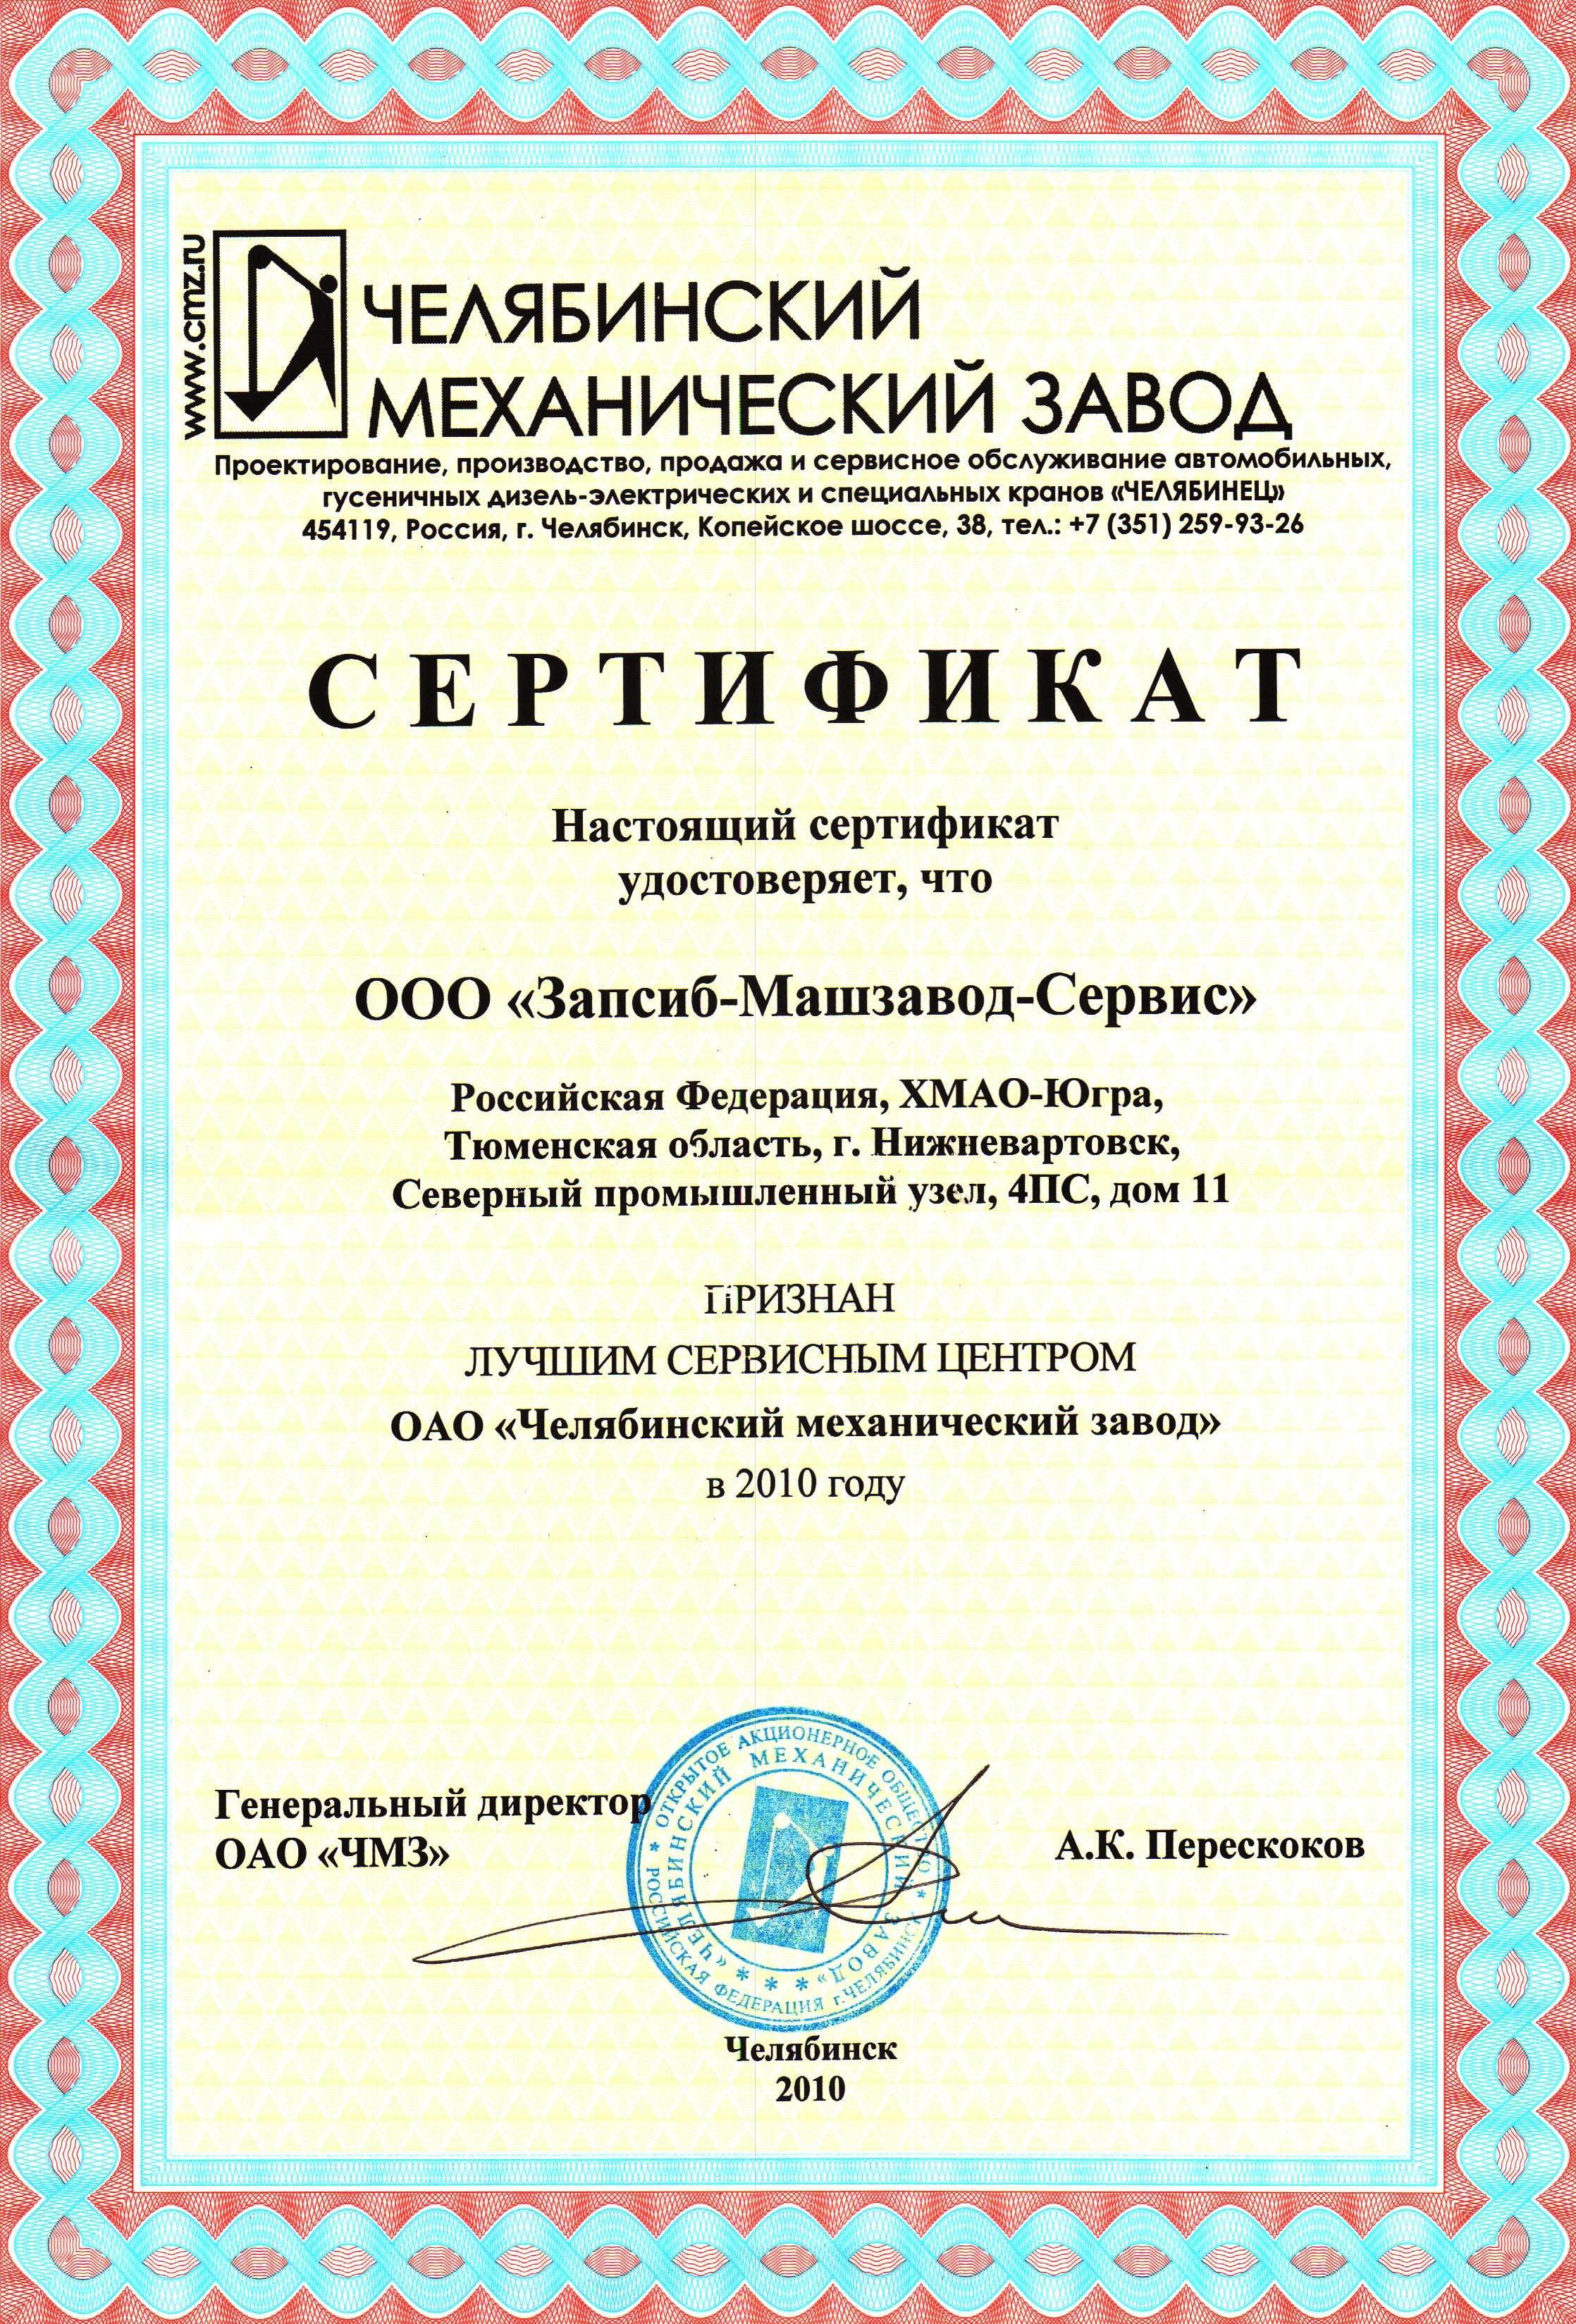 www.cmz.ru
ЧЕЛЯБИНСКИЙ
МЕХАНИЧЕСКИЙ ЗАВОД
Проектирование, производство, продажа и сервисное обслуживание автомобильных,
гусеничных дизель-электрических и специальных кранов «ЧЕЛЯБИНЕЦ»
454119, Россия, г. Челябинск, Копейское шоссе, 38, тел.: +7 (351) 259-93-26
СЕРТИФИКАТ
Настоящий сертификат
удостоверяет, что
ООО «Запсиб-Машзавод-Сервис»
Российская Федерация, ХМАО-Югра,
Тюменская область, г. Нижневартовск,
Северный промышленный узел, 4ПС, дом 11
ПРИЗНАН
ЛУЧШИМ СЕРВИСНЫМ ЦЕНТРОМ
ОАО «Челябинский механический завод»
в 2010 году
Генеральный директор
ОАО «ЧМЗ»
* ОТКРЫТОЕ АКЦИОНЕРНОЕ ОБЩЕСТВО *
РОССИЙСКАЯ ФЕДЕРАЦИЯ г.ЧЕЛЯБИНСК
«ЧЕЛЯБИНСКИЙ МЕХАНИЧЕСКИЙ ЗАВОД» * * *
А.К. Перескоков
Челябинск
2010